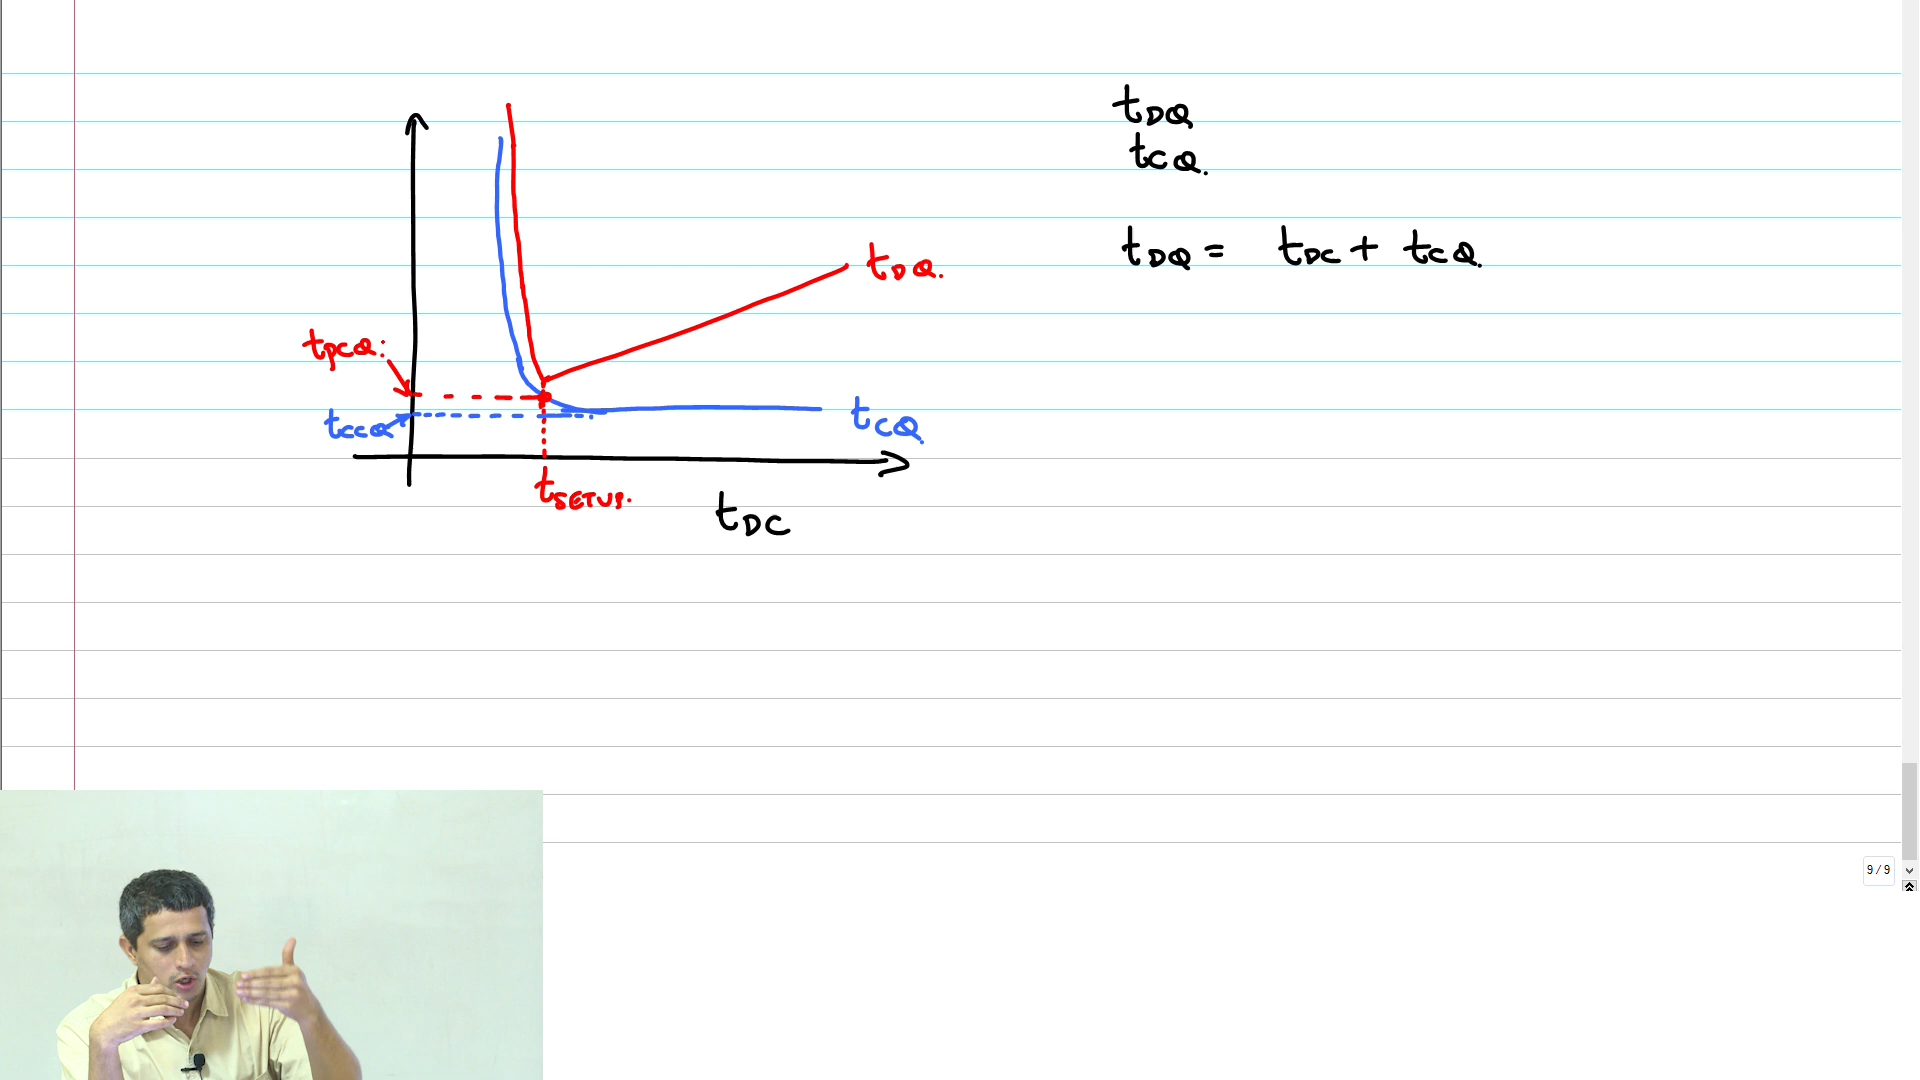 tDQ
tCQ.
tDQ = tDC + tCQ.
tDQ.
tPCQ:
tCCQ
tCQ.
tSETUP.
tDC
9/9